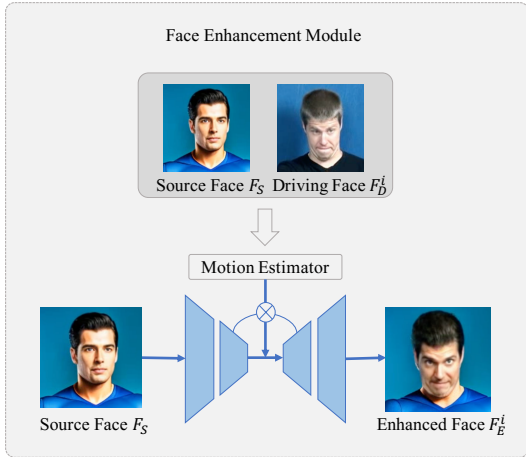 Face Enhancement Module
Source Face F_S Driving Face F_D^i
Motion Estimator
Source Face F_S
Enhanced Face F_E^i